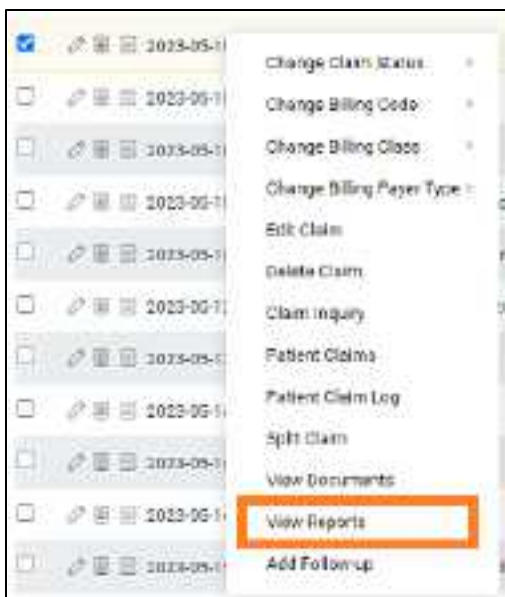 2023-05-1
Change Claim Status
2023-05-1
Change Billing Code
2023-05-1
Change Billing Class
2023-05-1
Change Billing Payer Type
Edit Claim
2023-05-1
Delete Claim
2023-05-1
Claim Inquiry
2023-05-1
Patient Claims
2023-05-1
Patient Claim Log
Split Claim
2023-05-1
View Documents
2023-05-1
View Reports
2023-05-1
Add Follow-up